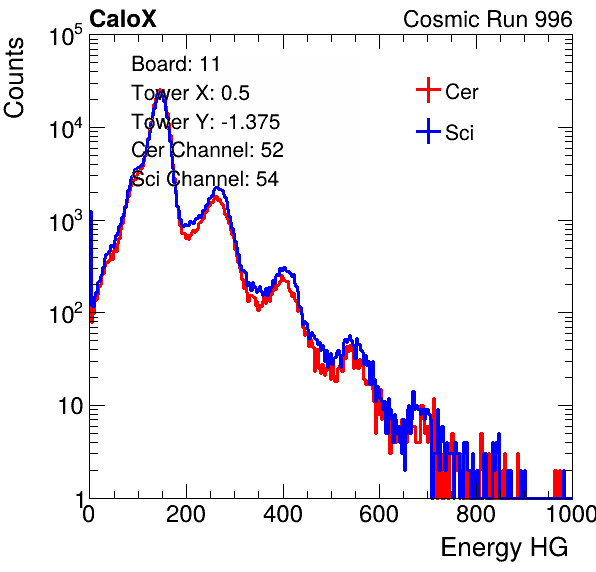 CaloX Cosmic Run 996
Counts
10^5
10^4
10^3
10^2
10
1
Board: 11
Tower X: 0.5
Tower Y: -1.375
Cer Channel: 52
Sci Channel: 54
Cer
Sci
0 200 400 600 800 1000
Energy HG